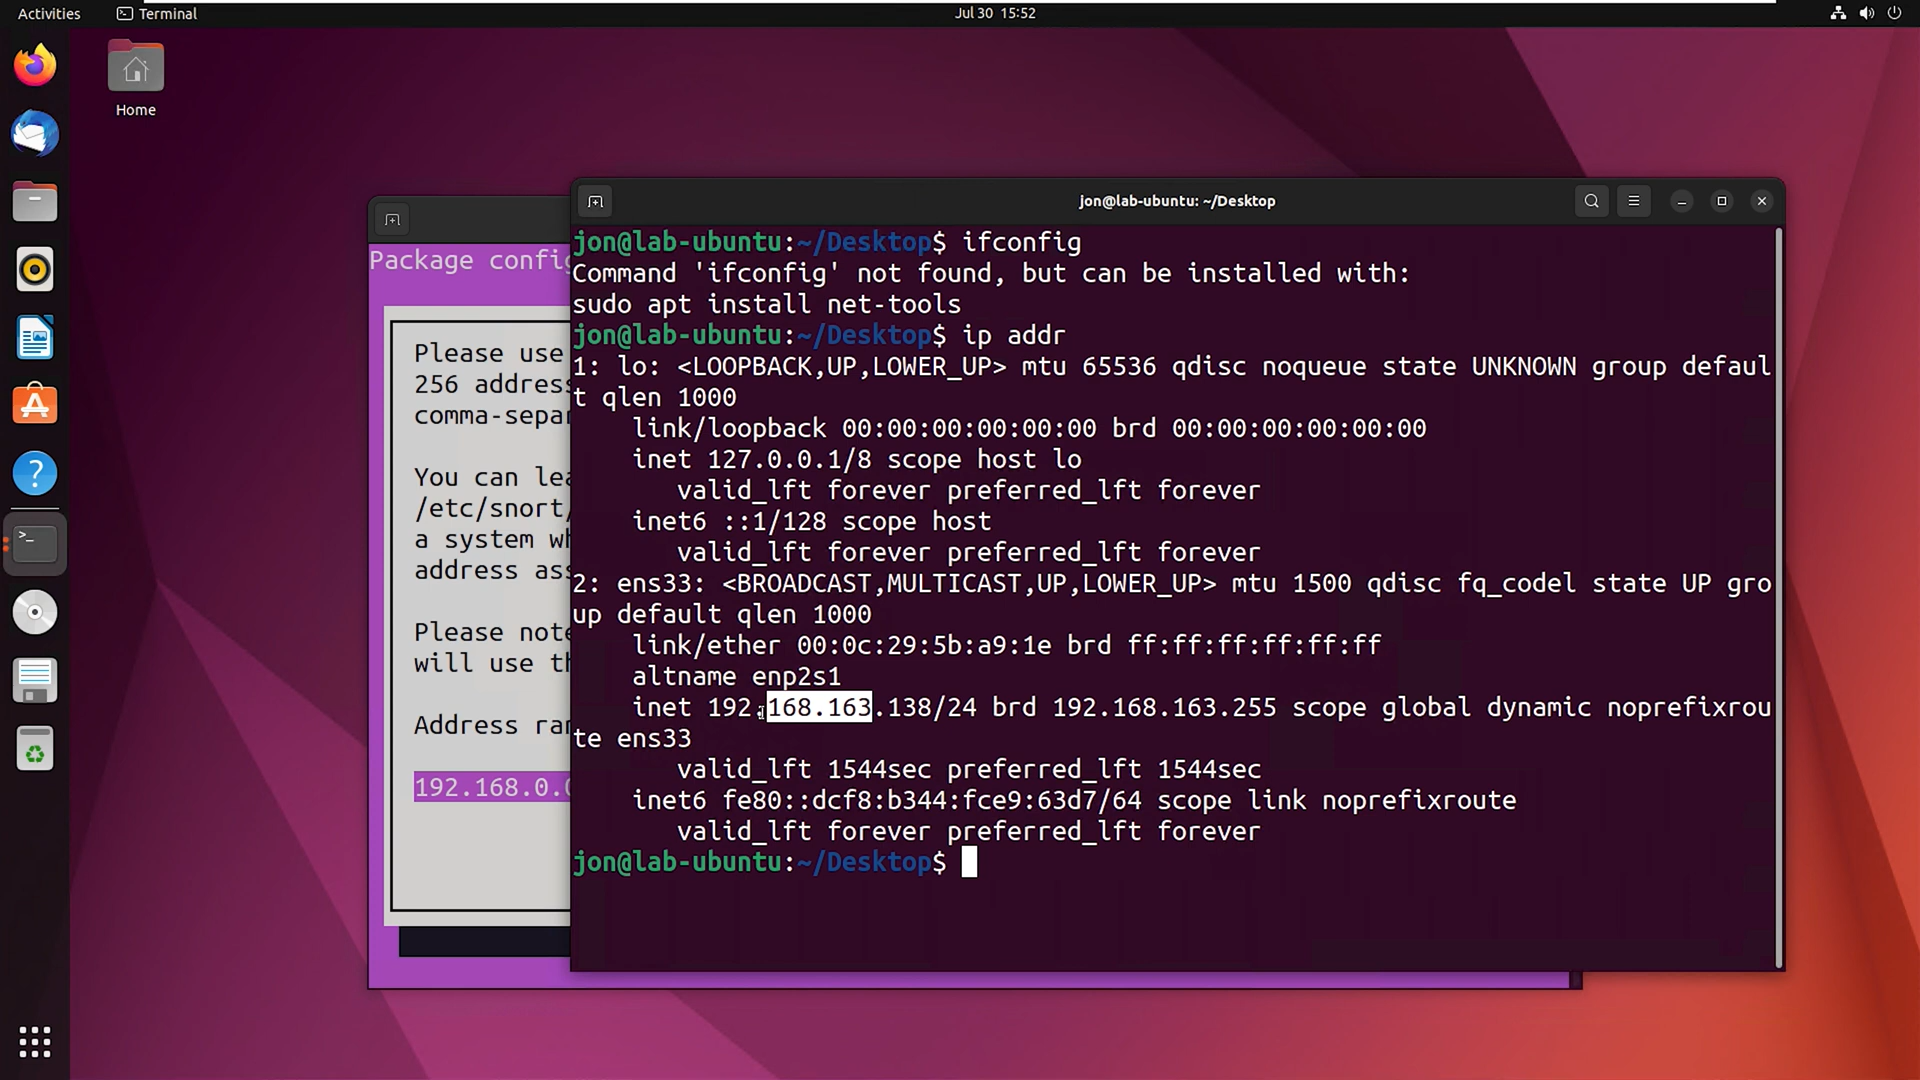 Activities
Terminal
Jul 30 15:52
Home
jon@lab-ubuntu: ~/Desktop
Package config
Please use
256 address
comma-separ
You can lea
/etc/snort/
a system wh
address ass
Please note
will use th
Address ran
192.168.0.0
jon@lab-ubuntu:~/Desktop$ ifconfig
Command 'ifconfig' not found, but can be installed with:
sudo apt install net-tools
jon@lab-ubuntu:~/Desktop$ ip addr
1: lo: <LOOPBACK,UP,LOWER_UP> mtu 65536 qdisc noqueue state UNKNOWN group defaul
t qlen 1000
link/loopback 00:00:00:00:00:00 brd 00:00:00:00:00:00
inet 127.0.0.1/8 scope host lo
valid_lft forever preferred_lft forever
inet6 ::1/128 scope host
valid_lft forever preferred_lft forever
2: ens33: <BROADCAST,MULTICAST,UP,LOWER_UP> mtu 1500 qdisc fq_codel state UP gro
up default qlen 1000
link/ether 00:0c:29:5b:a9:1e brd ff:ff:ff:ff:ff:ff
altname enp2s1
inet 192.168.163.138/24 brd 192.168.163.255 scope global dynamic noprefixrou
te ens33
valid_lft 1544sec preferred_lft 1544sec
inet6 fe80::dcf8:b344:fce9:63d7/64 scope link noprefixroute
valid_lft forever preferred_lft forever
jon@lab-ubuntu:~/Desktop$